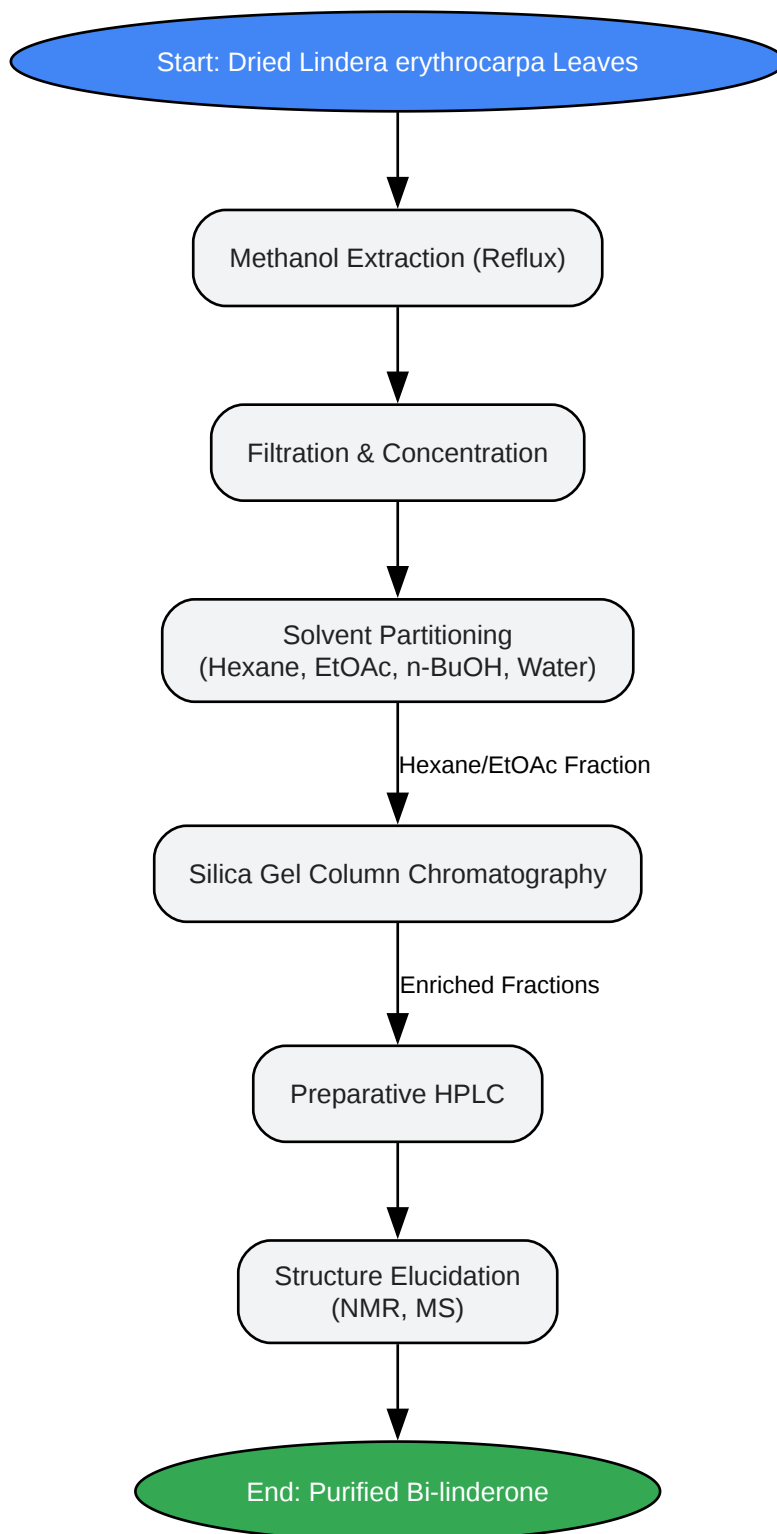 Start: Dried Lindera erythrocarpa Leaves
Methanol Extraction (Reflux)
Filtration & Concentration
Solvent Partitioning
(Hexane, EtOAc, n-BuOH, Water)
Hexane/EtOAc Fraction
Silica Gel Column Chromatography
Enriched Fractions
Preparative HPLC
Structure Elucidation
(NMR, MS)
End: Purified Bi-linderone